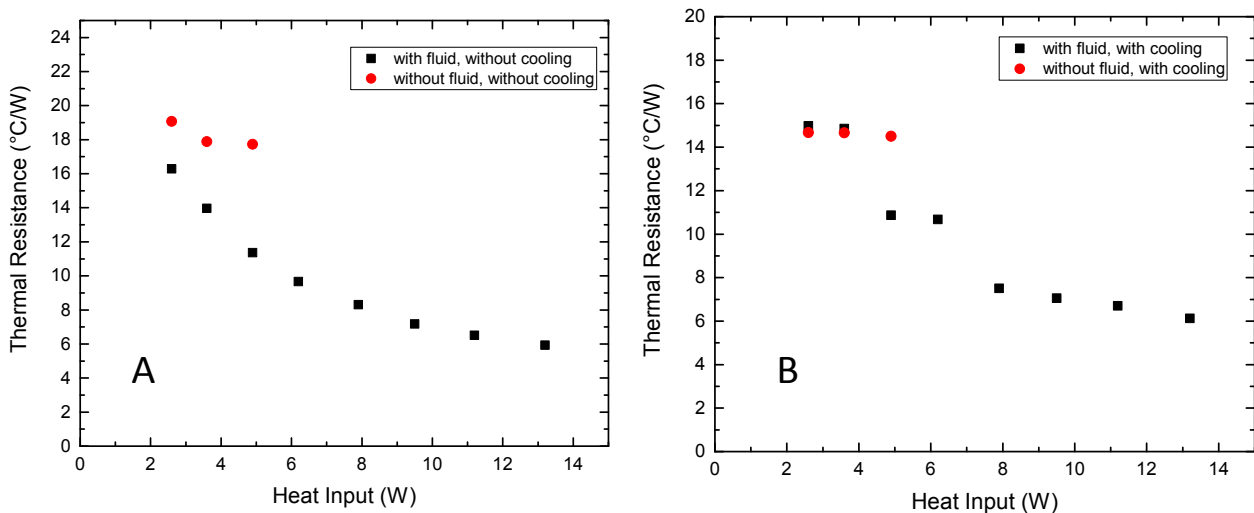 24
22
20
18
16
14
12
10
8
6
4
2
0
Thermal Resistance (°C/W)
with fluid, without cooling
without fluid, without cooling
A
0 2 4 6 8 10 12 14
Heat Input (W)
20
18
16
14
12
10
8
6
4
2
0
Thermal Resistance (°C/W)
with fluid, with cooling
without fluid, with cooling
B
0 2 4 6 8 10 12 14
Heat Input (W)